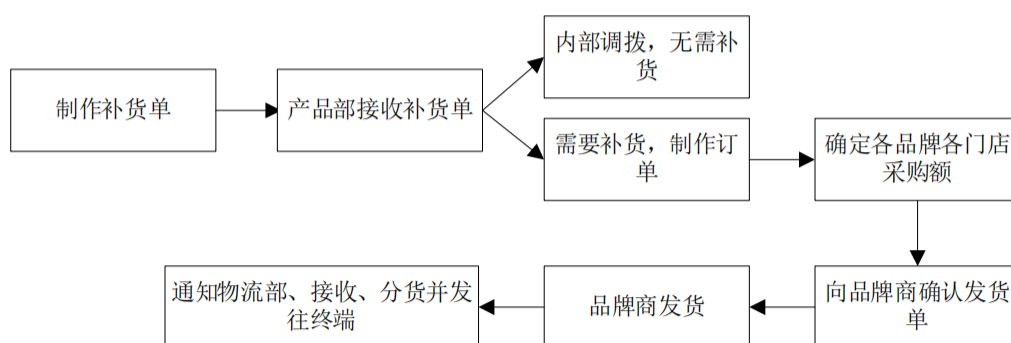 内部调拨，无需补
货
制作补货单
产品部接收补货单
需要补货，制作订
单
确定各品牌各门店
采购额
通知物流部、接收、分货并发
往终端
品牌商发货
向品牌商确认发货
单